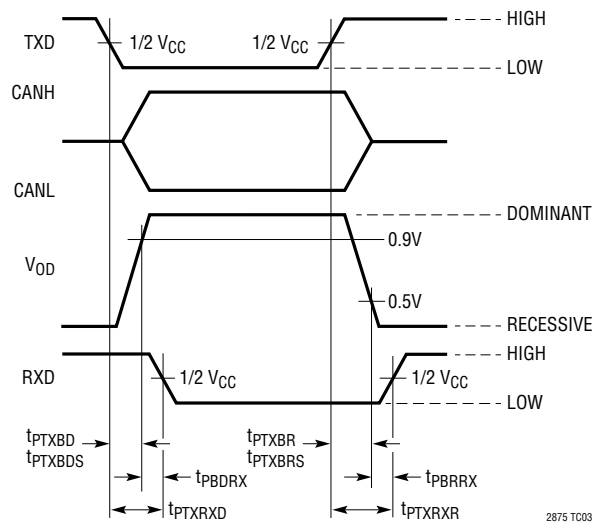 HIGH
TXD
1/2 VCC
1/2 VCC
LOW
CANH
CANL
DOMINANT
0.9V
VOD
0.5V
RECESSIVE
HIGH
RXD
1/2 VCC
1/2 VCC
LOW
tPTXBD
tPTXBDS
tPTXBR
tPTXBRS
tPBDRX
tPBRRX
tPTXRXD
tPTXRXR
2875 TC03